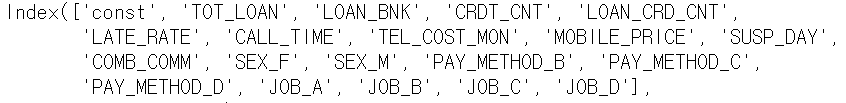 Index(['const', 'TOT_LOAN', 'LOAN_BNK', 'CRDT_CNT', 'LOAN_CRD_CNT',
'LATE_RATE', 'CALL_TIME', 'TEL_COST_MON', 'MOBILE_PRICE', 'SUSP_DAY',
'COMB_COMM', 'SEX_F', 'SEX_M', 'PAY_METHOD_B', 'PAY_METHOD_C',
'PAY_METHOD_D', 'JOB_A', 'JOB_B', 'JOB_C', 'JOB_D'],